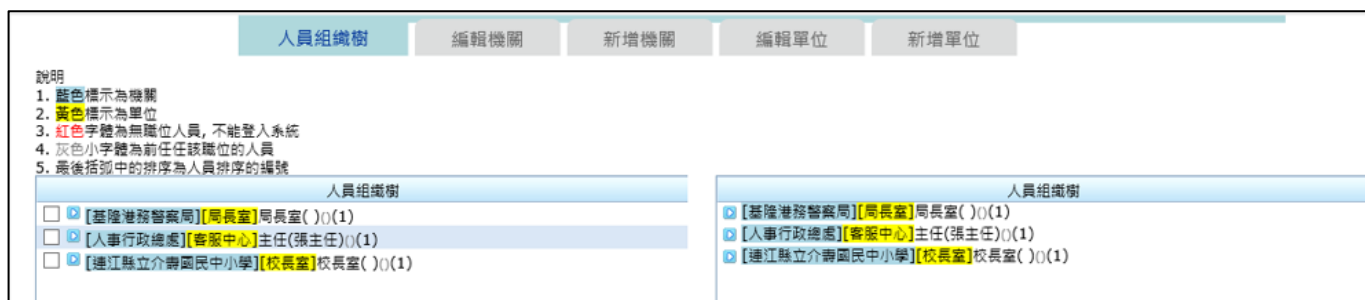 人員組織樹 編輯機關 新增機關 編輯單位 新增單位
說明
1. 藍色標示為機關
2. 黃色標示為單位
3. 紅色字體為無職位人員, 不能登入系統
4. 灰色小字體為前任任該職位的人員
5. 最後括弧中的排序為人員排序的編號
人員組織樹
[基隆港務警察局][局長室]局長室( )()(1)
[人事行政總處][客服中心]主任(張主任)()(1)
[連江縣立介壽國民中小學][校長室]校長室( )()(1)
人員組織樹
[基隆港務警察局][局長室]局長室( )()(1)
[人事行政總處][客服中心]主任(張主任)()(1)
[連江縣立介壽國民中小學][校長室]校長室( )()(1)